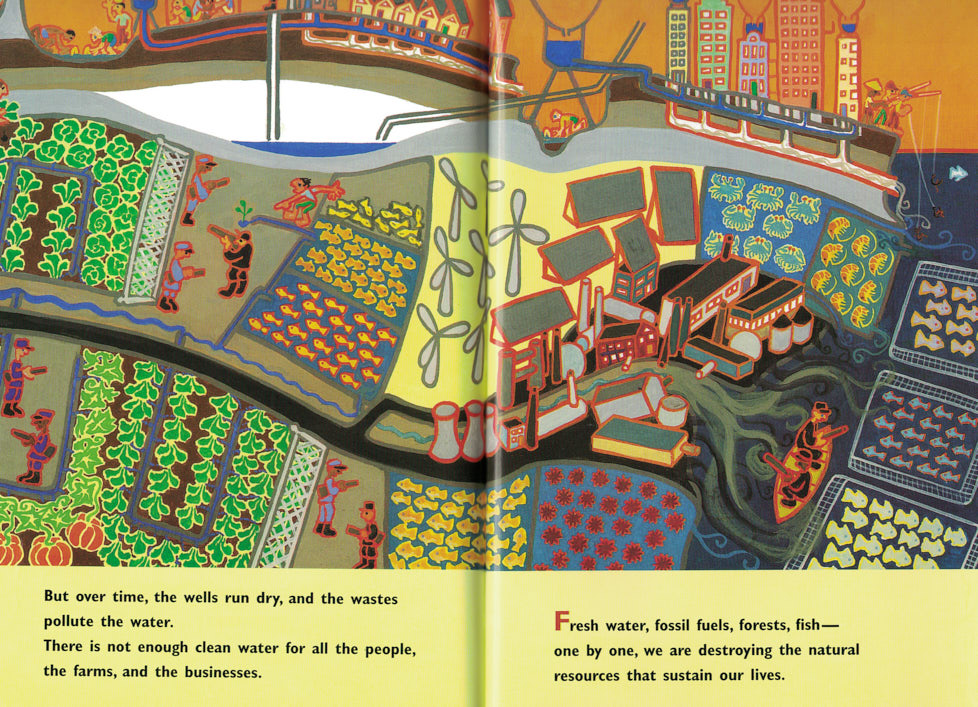 But over time, the wells run dry, and the wastes
pollute the water.
There is not enough clean water for all the people,
the farms, and the businesses.
Fresh water, fossil fuels, forests, fish—
one by one, we are destroying the natural
resources that sustain our lives.